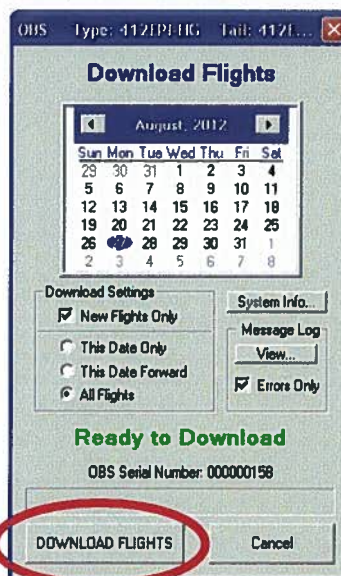 OBS Type: 412EPI-HG Tail: 412E...
Download Flights
August, 2012
Sun Mon Tue Wed Thu Fri Sat
29 30 31 1 2 3 4
5 6 7 8 9 10 11
12 13 14 15 16 17 18
19 20 21 22 23 24 25
26 27 28 29 30 31 1
2 3 4 5 6 7 8
Download Settings
New Flights Only
System Info...
This Date Only
This Date Forward
All Flights
Message Log
View...
Errors Only
Ready to Download
OBS Serial Number: 000000158
DOWNLOAD FLIGHTS
Cancel